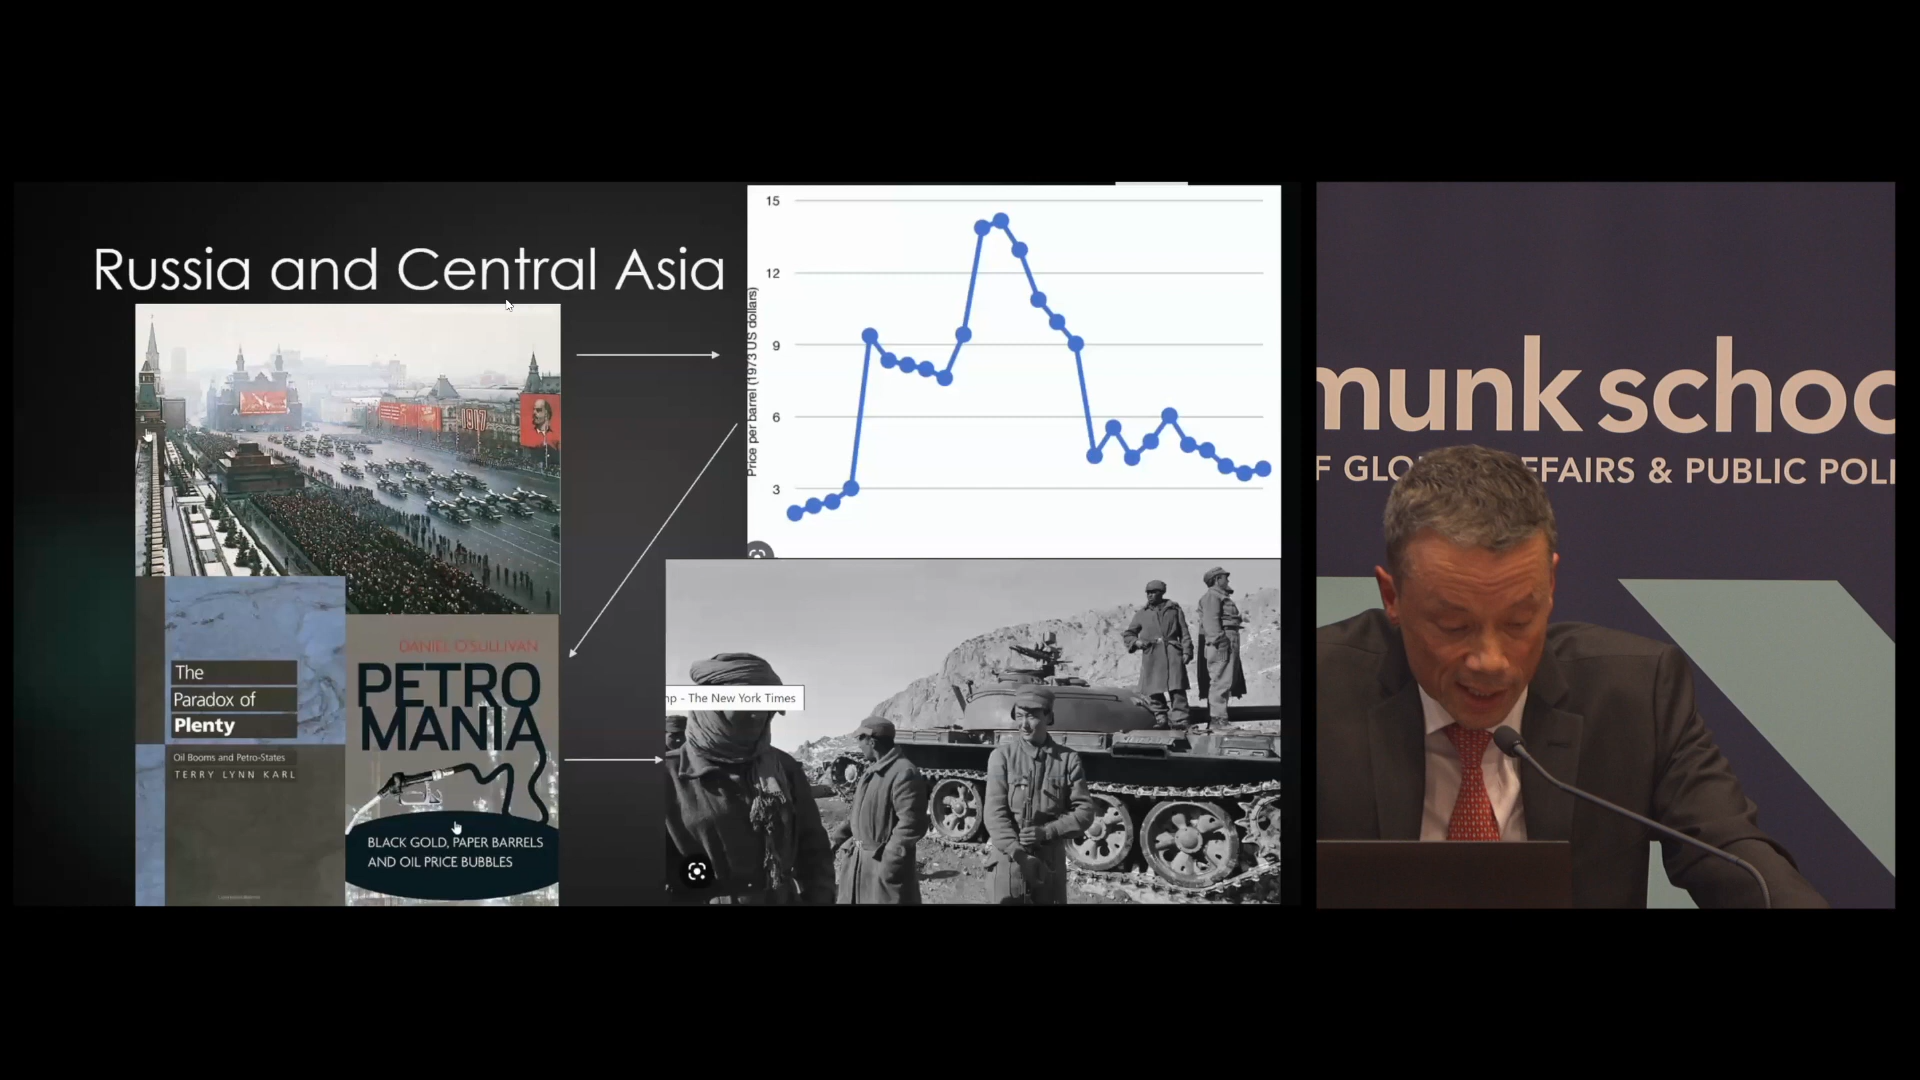 Russia and Central Asia
15
12
9
6
3
Price per barrel (1973 US dollars)
1917
The
Paradox of
Plenty
Oil Booms and Petro-States
TERRY LYNN KARL
DANIEL O'SULLIVAN
PETRO
MANIA
BLACK GOLD, PAPER BARRELS
AND OIL PRICE BUBBLES
- The New York Times
munk schoo
F GLO FFAIRS & PUBLIC POLI